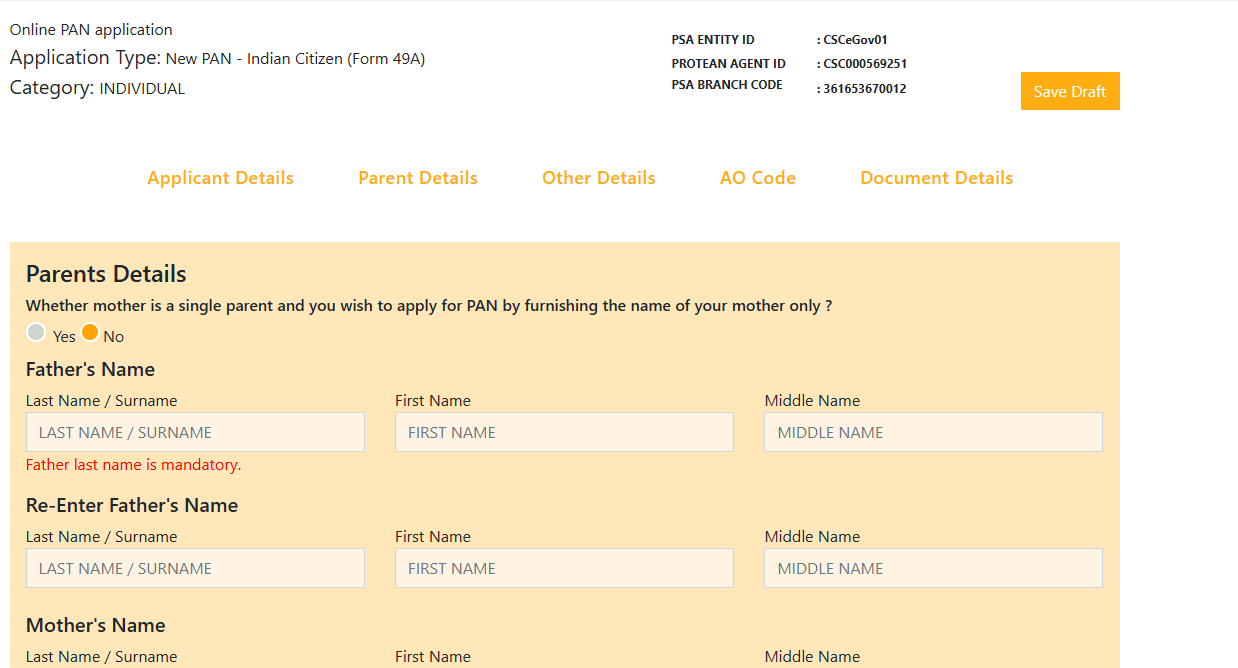 Online PAN application
Application Type: New PAN - Indian Citizen (Form 49A)
Category: INDIVIDUAL
PSA ENTITY ID : CSCeGov01
PROTEAN AGENT ID : CSC000569251
PSA BRANCH CODE : 361653670012
Save Draft
Applicant Details Parent Details Other Details AO Code Document Details
Parents Details
Whether mother is a single parent and you wish to apply for PAN by furnishing the name of your mother only ?
Yes No
Father's Name
Last Name / Surname First Name Middle Name
LAST NAME / SURNAME FIRST NAME MIDDLE NAME
Father last name is mandatory.
Re-Enter Father's Name
Last Name / Surname First Name Middle Name
LAST NAME / SURNAME FIRST NAME MIDDLE NAME
Mother's Name
Last Name / Surname First Name Middle Name